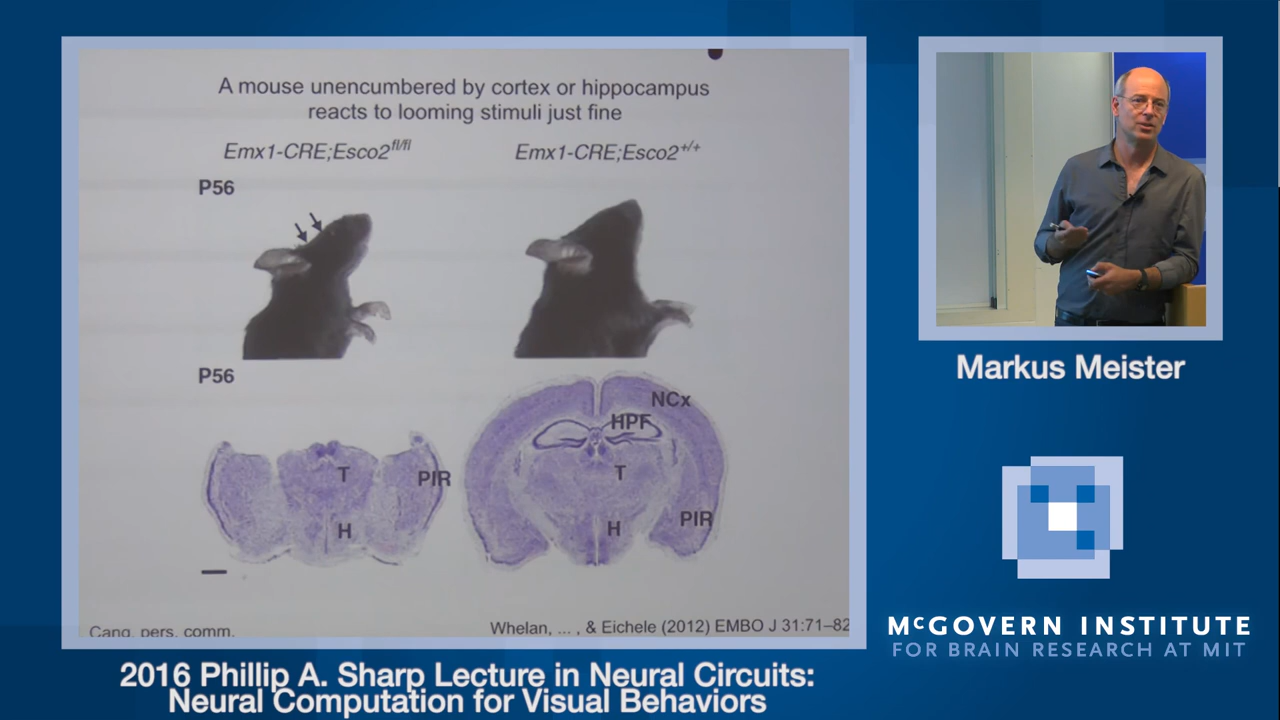 A mouse unencumbered by cortex or hippocampus
reacts to looming stimuli just fine
Emx1-CRE;Esco2fl/fl
Emx1-CRE;Esco2+/+
P56
P56
NCx
HPF
T
PIR
H
T
PIR
H
Cang, pers. comm.
Whelan, ... , & Eichele (2012) EMBO J 31:71–82
Markus Meister
McGOVERN INSTITUTE
FOR BRAIN RESEARCH AT MIT
2016 Phillip A. Sharp Lecture in Neural Circuits:
Neural Computation for Visual Behaviors